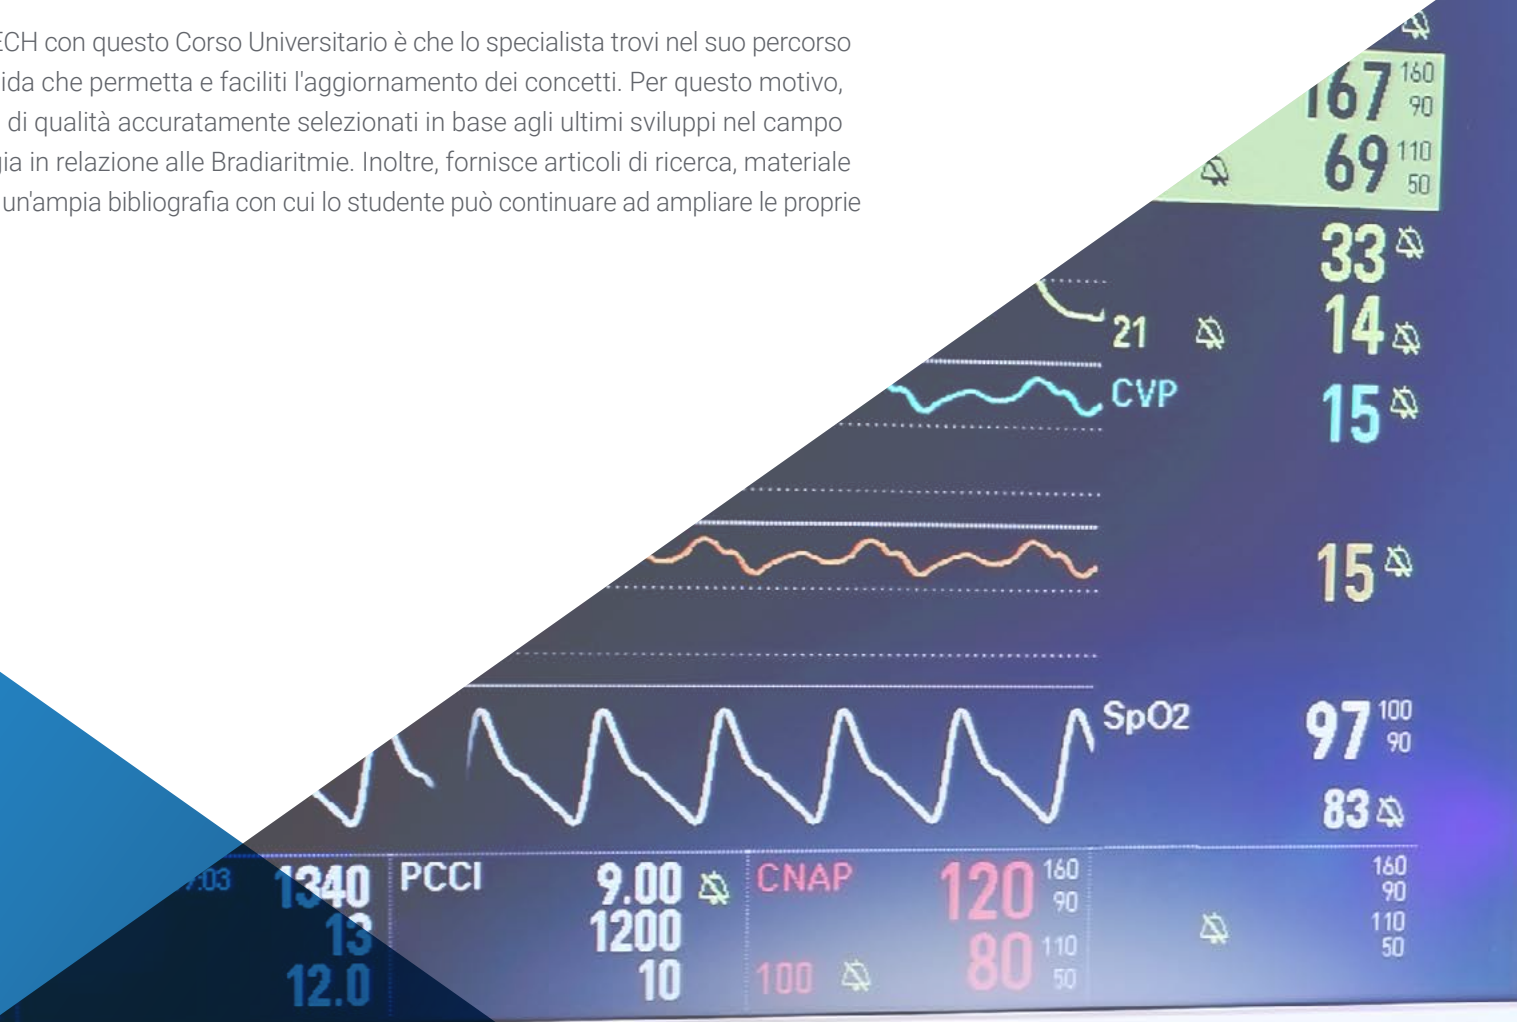 con questo Corso Universitario è che lo specialista trovi nel suo percorso
che permetta e faciliti l'aggiornamento dei concetti. Per questo motivo,
di qualità accuratamente selezionati in base agli ultimi sviluppi nel campo
in relazione alle Bradiaritmie. Inoltre, fornisce articoli di ricerca, materiale
un'ampia bibliografia con cui lo studente può continuare ad ampliare le proprie
167 160
90
69 110
50
33
14
21
CVP 15
15
SpO2 97 100
90
83
:03 1340
13
12.0
PCCI 9.00
1200
10
CNAP 120 160
90
100 80 110
50
160
90
110
50